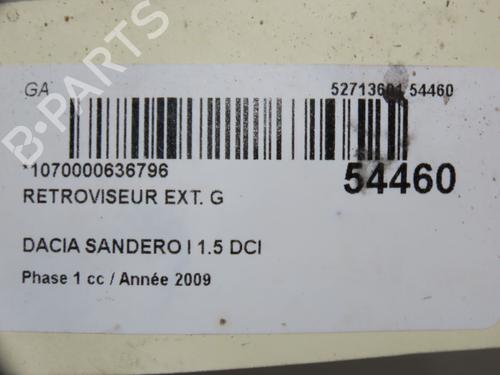 GA
52713601 54460
*1070000636796
54460
RETROVISEUR EXT. G
DACIA SANDERO I 1.5 DCI
Phase 1 cc / Année 2009
B-PARTS